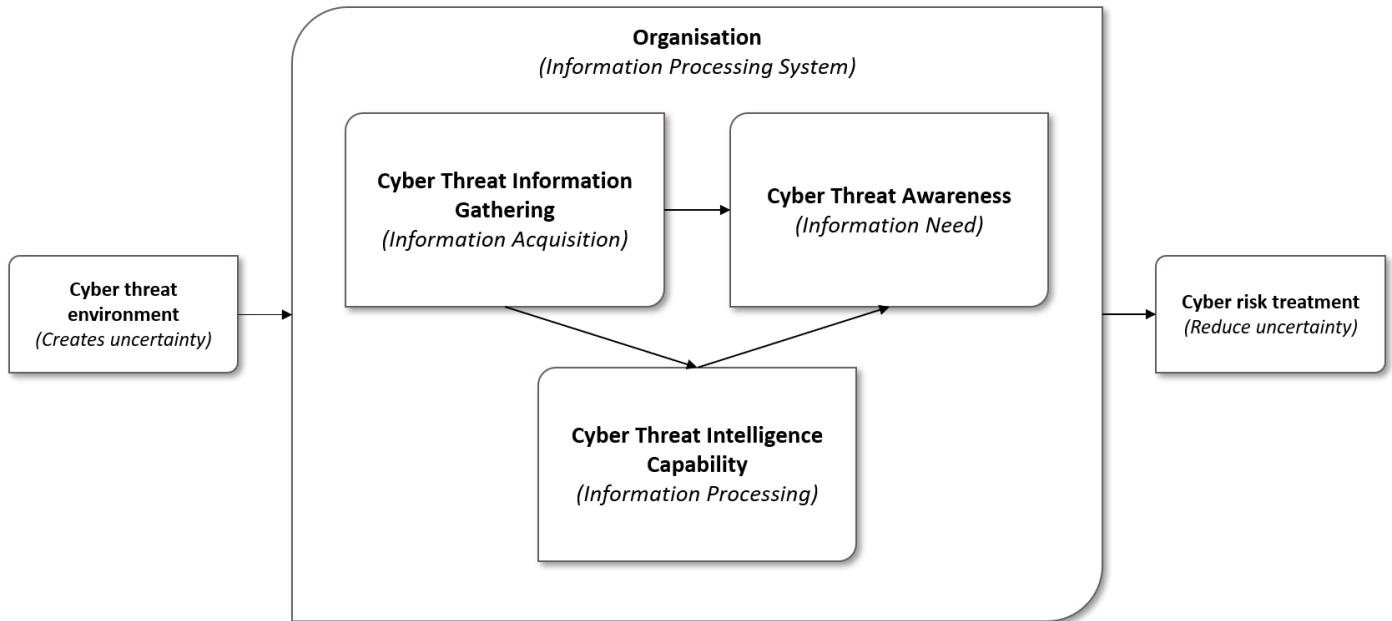 Organisation
(Information Processing System)
Cyber Threat Information
Gathering
(Information Acquisition)
Cyber Threat Awareness
(Information Need)
Cyber threat
environment
(Creates uncertainty)
Cyber risk treatment
(Reduce uncertainty)
Cyber Threat Intelligence
Capability
(Information Processing)